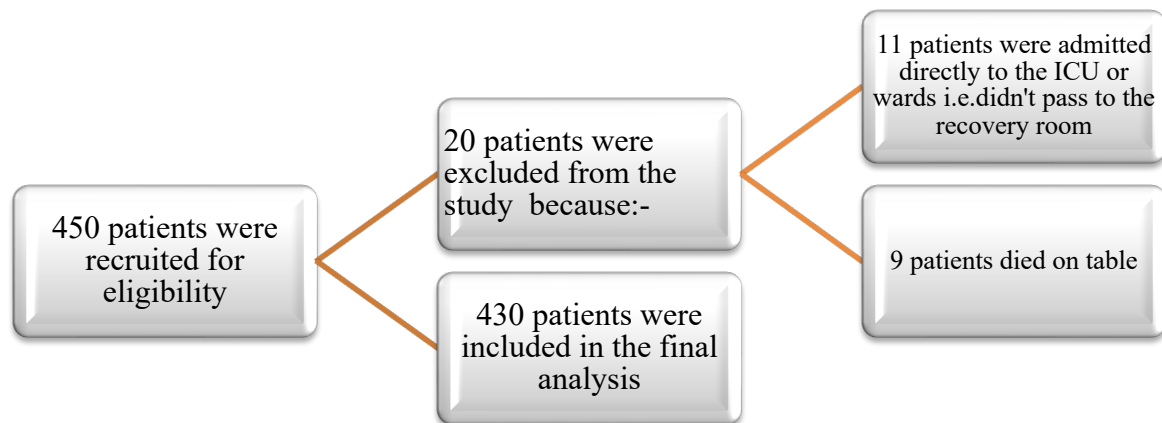 450 patients were
recruited for
eligibility
20 patients were
excluded from the
study because:-
430 patients were
included in the final
analysis
11 patients were admitted
directly to the ICU or
wards i.e.didn't pass to the
recovery room
9 patients died on table